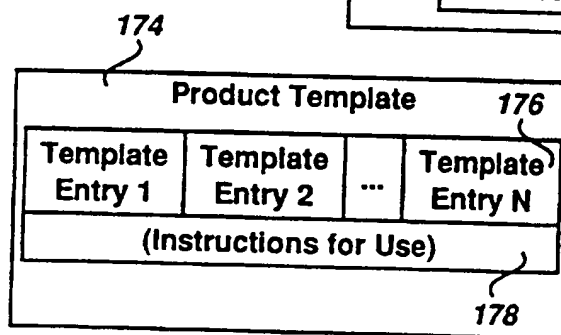 174
Product Template 176
Template Template ... Template
Entry 1 Entry 2 Entry N
(Instructions for Use)
178